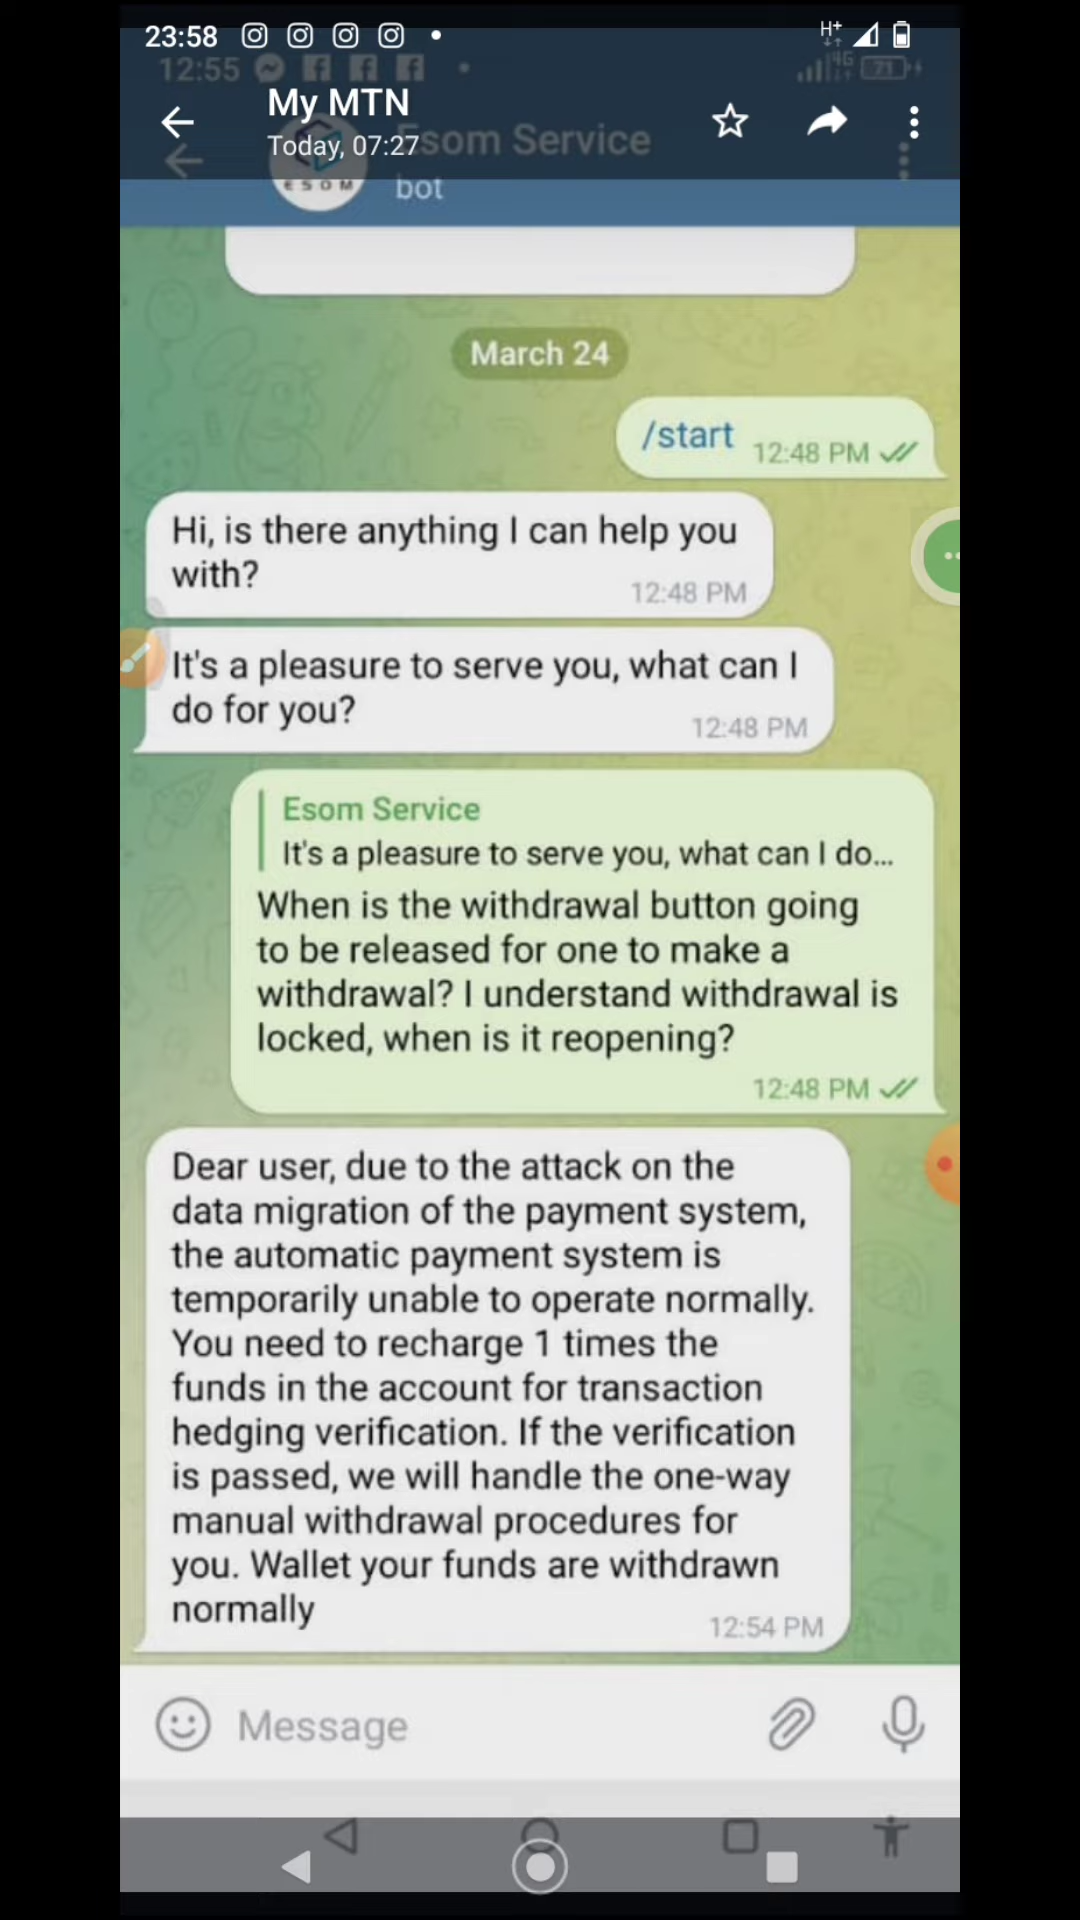 23:58
H+
12:55
4G
71
My MTN
Today, 07:27
Esom Service
ESOM
bot
March 24
/start
12:48 PM
Hi, is there anything I can help you
with?
12:48 PM
It's a pleasure to serve you, what can I
do for you?
12:48 PM
Esom Service
It's a pleasure to serve you, what can I do...
When is the withdrawal button going
to be released for one to make a
withdrawal? I understand withdrawal is
locked, when is it reopening?
12:48 PM
Dear user, due to the attack on the
data migration of the payment system,
the automatic payment system is
temporarily unable to operate normally.
You need to recharge 1 times the
funds in the account for transaction
hedging verification. If the verification
is passed, we will handle the one-way
manual withdrawal procedures for
you. Wallet your funds are withdrawn
normally
12:54 PM
Message